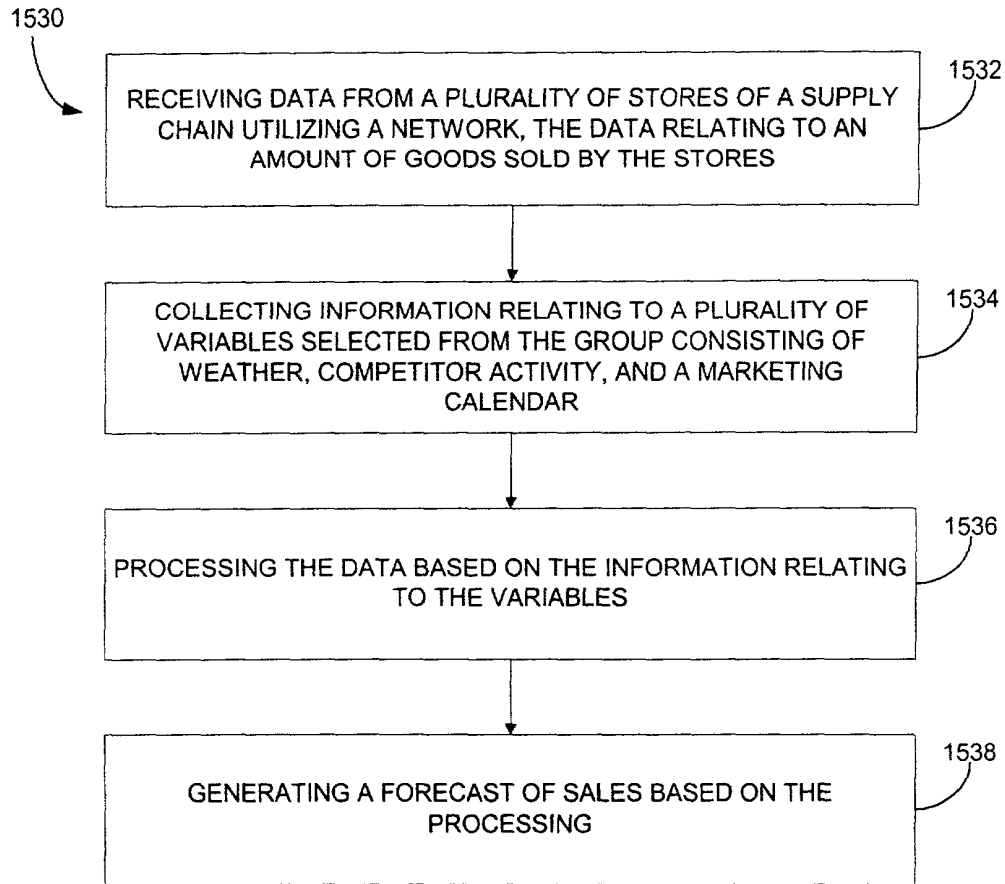 1530
1532
RECEIVING DATA FROM A PLURALITY OF STORES OF A SUPPLY
CHAIN UTILIZING A NETWORK, THE DATA RELATING TO AN
AMOUNT OF GOODS SOLD BY THE STORES
1534
COLLECTING INFORMATION RELATING TO A PLURALITY OF
VARIABLES SELECTED FROM THE GROUP CONSISTING OF
WEATHER, COMPETITOR ACTIVITY, AND A MARKETING
CALENDAR
1536
PROCESSING THE DATA BASED ON THE INFORMATION RELATING
TO THE VARIABLES
1538
GENERATING A FORECAST OF SALES BASED ON THE
PROCESSING